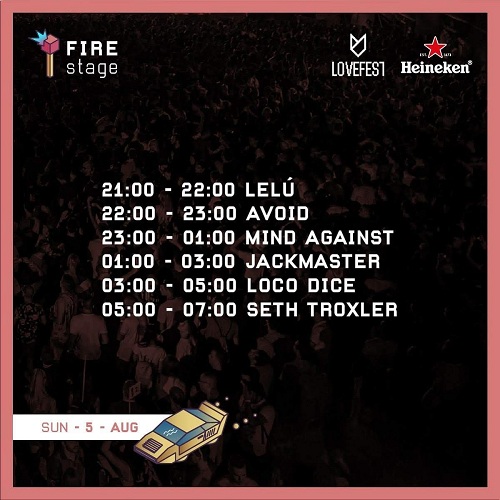 FIRE
stage
LOVEFEST
Heineken®
21:00 - 22:00 LELÚ
22:00 - 23:00 AVOID
23:00 - 01:00 MIND AGAINST
01:00 - 03:00 JACKMASTER
03:00 - 05:00 LOCO DICE
05:00 - 07:00 SETH TROXLER
SUN - 5 - AUG